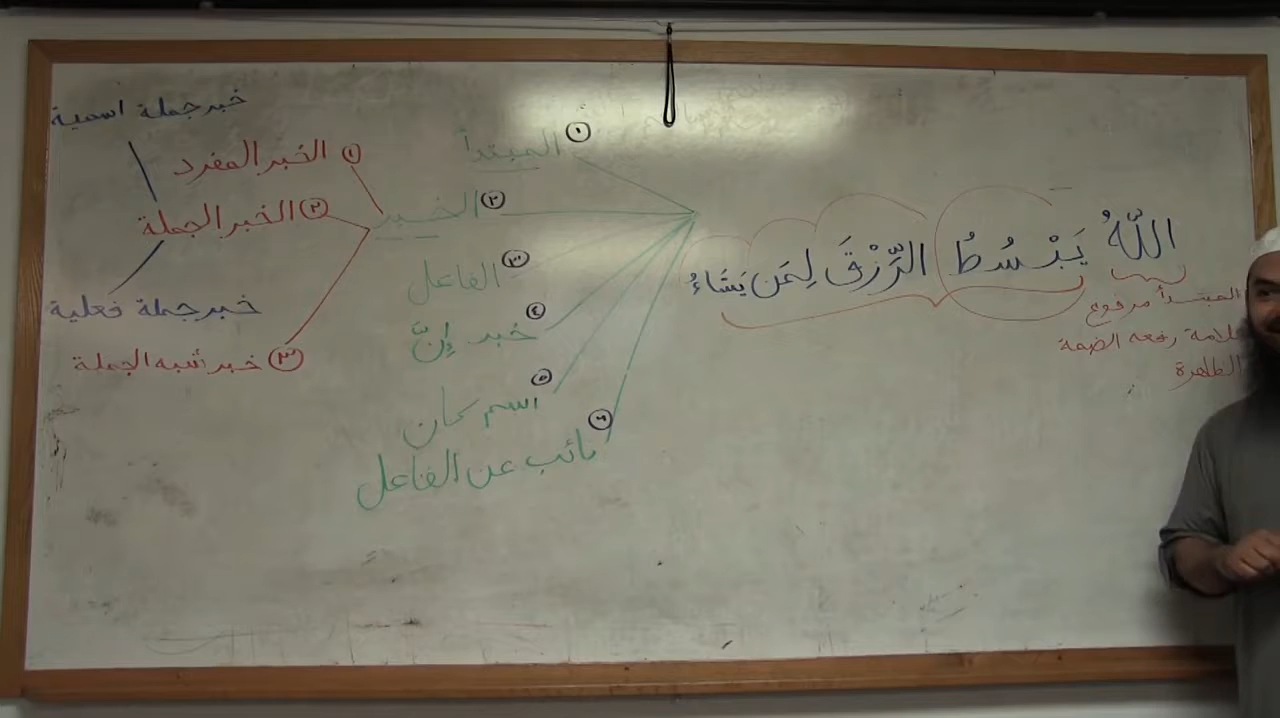 اللَّهُ يَبْسُطُ الرِّزْقَ لِمَن يَشَاءُ
المبتدأ مرفوع
علامة رفعه الضمة
الظاهرة
١ المبتدأ
٢ الخبر
٣ الفاعل
٤ خبر إنّ
٥ اسم كان
٦ نائب عن الفاعل
١ الخبر المفرد
٢ الخبر الجملة
٣ خبر شبه الجملة
خبر جملة اسمية
خبر جملة فعلية